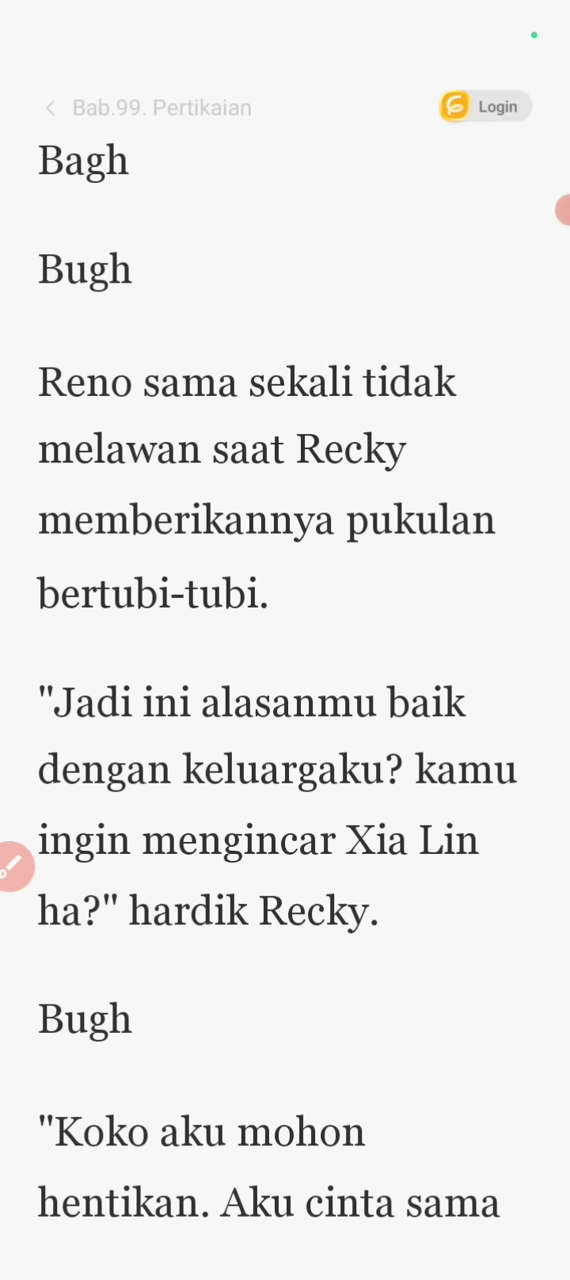 Bab.99. Pertikaian
Login
Bagh
Bugh
Reno sama sekali tidak
melawan saat Recky
memberikannya pukulan
bertubi-tubi.
"Jadi ini alasanmu baik
dengan keluargaku? kamu
ingin mengincar Xia Lin
ha?" hardik Recky.
Bugh
"Koko aku mohon
hentikan. Aku cinta sama